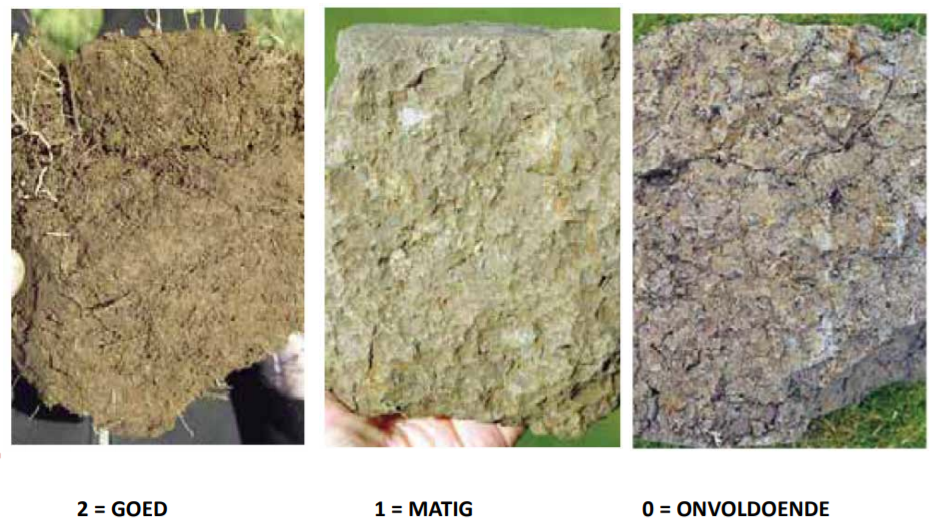 2 = GOED
1 = MATIG
0 = ONVOLDOENDE